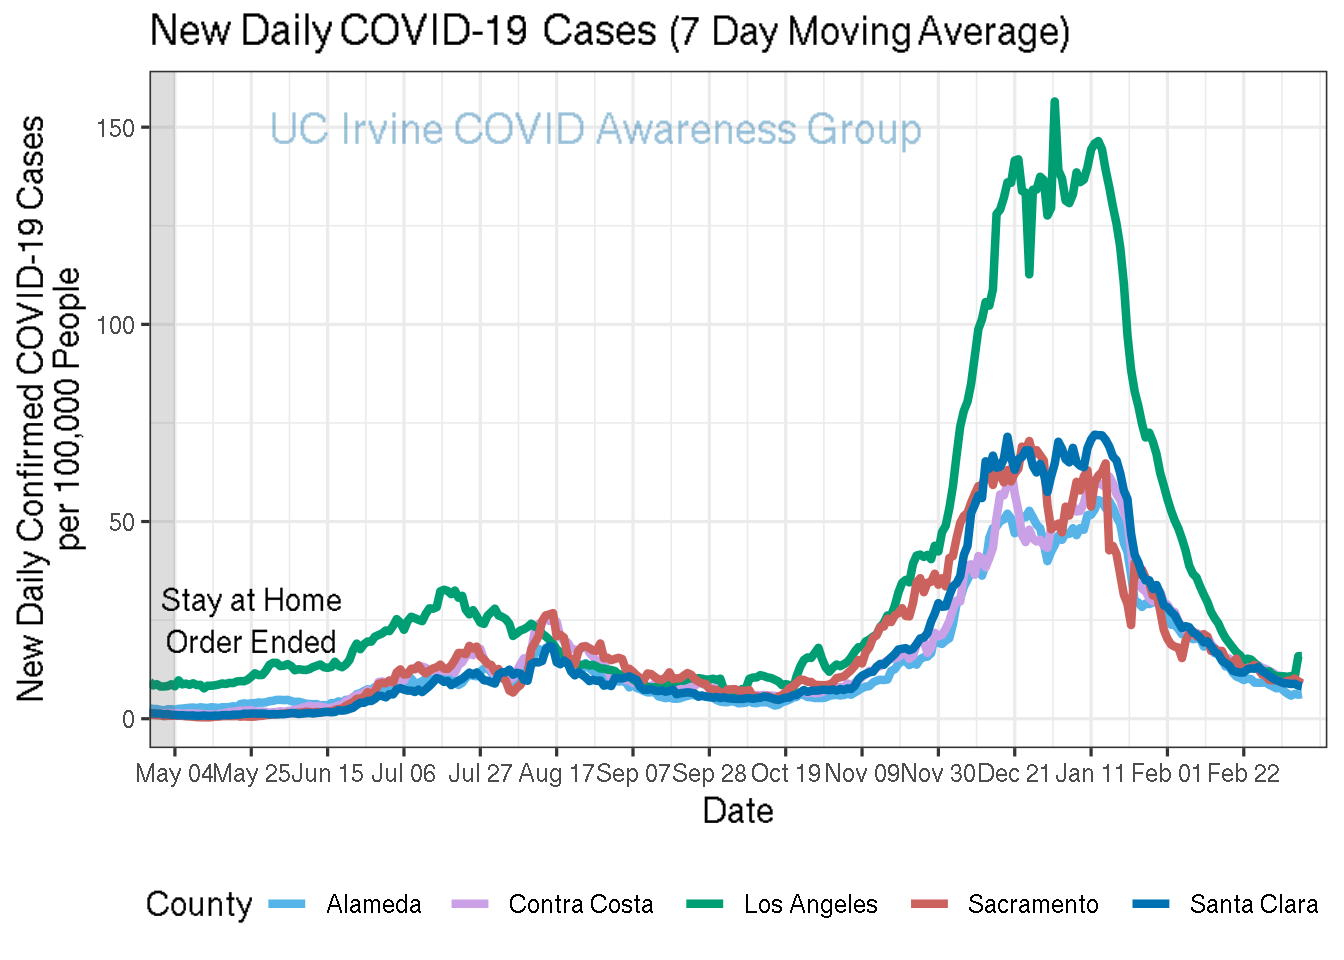 New Daily COVID-19 Cases (7 Day Moving Average)
UC Irvine COVID Awareness Group
New Daily Confirmed COVID-19 Cases
per 100,000 People
150
100
50
0
Stay at Home
Order Ended
May 04 May 25 Jun 15 Jul 06 Jul 27 Aug 17 Sep 07 Sep 28 Oct 19 Nov 09 Nov 30 Dec 21 Jan 11 Feb 01 Feb 22
Date
County Alameda Contra Costa Los Angeles Sacramento Santa Clara